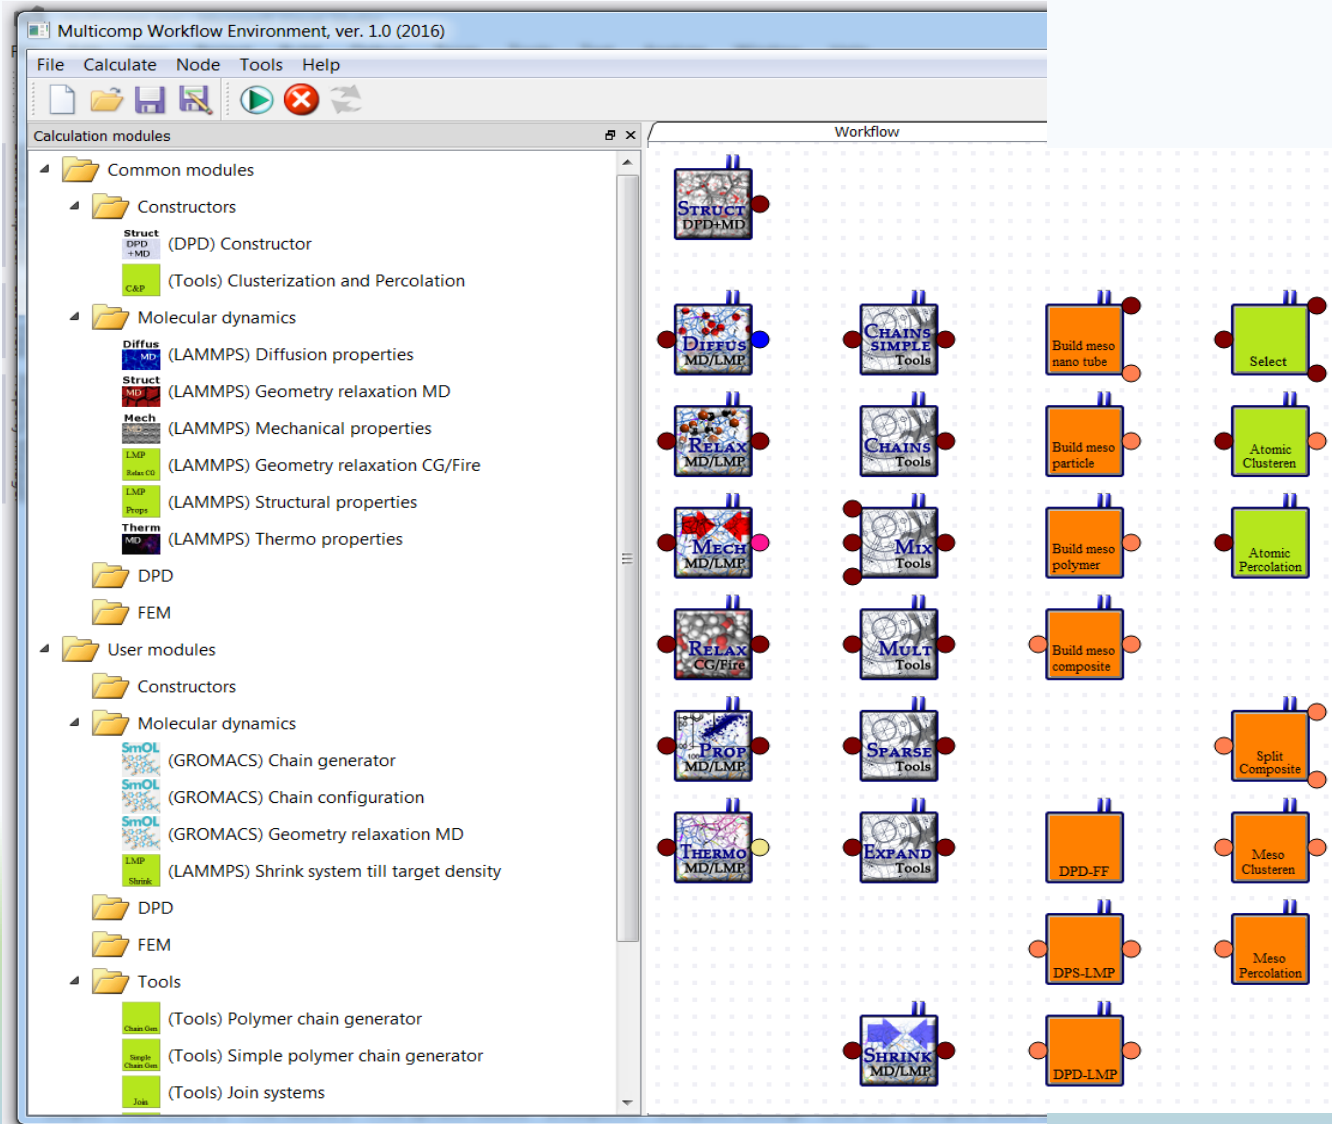 Multicomp Workflow Environment, ver. 1.0 (2016)
File Calculate Node Tools Help
Calculation modules
Common modules
Constructors
Struct
DPD
+MD
(DPD) Constructor
C&P
(Tools) Clusterization and Percolation
Molecular dynamics
Diffus
MD
(LAMMPS) Diffusion properties
Struct
MD
(LAMMPS) Geometry relaxation MD
Mech
MD
(LAMMPS) Mechanical properties
LMP
Relax CG
(LAMMPS) Geometry relaxation CG/Fire
LMP
Props
(LAMMPS) Structural properties
Therm
MD
(LAMMPS) Thermo properties
DPD
FEM
User modules
Constructors
Molecular dynamics
SmOL
(GROMACS) Chain generator
SmOL
(GROMACS) Chain configuration
SmOL
(GROMACS) Geometry relaxation MD
LMP
Shrink
(LAMMPS) Shrink system till target density
DPD
FEM
Tools
Chain Gen
(Tools) Polymer chain generator
Simple
Chain Gen
(Tools) Simple polymer chain generator
Join
(Tools) Join systems
Workflow
STRUCT
DPD+MD
DIFFUS
MD/LMP
CHAINS
SIMPLE
Tools
Build meso
nano tube
Select
RELAX
MD/LMP
CHAINS
Tools
Build meso
particle
Atomic
Clusteren
MECH
MD/LMP
MIX
Tools
Build meso
polymer
Atomic
Percolation
RELAX
CG/Fire
MULT
Tools
Build meso
composite
PROP
MD/LMP
SPARSE
Tools
Split
Composite
THERMO
MD/LMP
EXPAND
Tools
DPD-FF
Meso
Clusteren
DPS-LMP
Meso
Percolation
SHRINK
MD/LMP
DPD-LMP